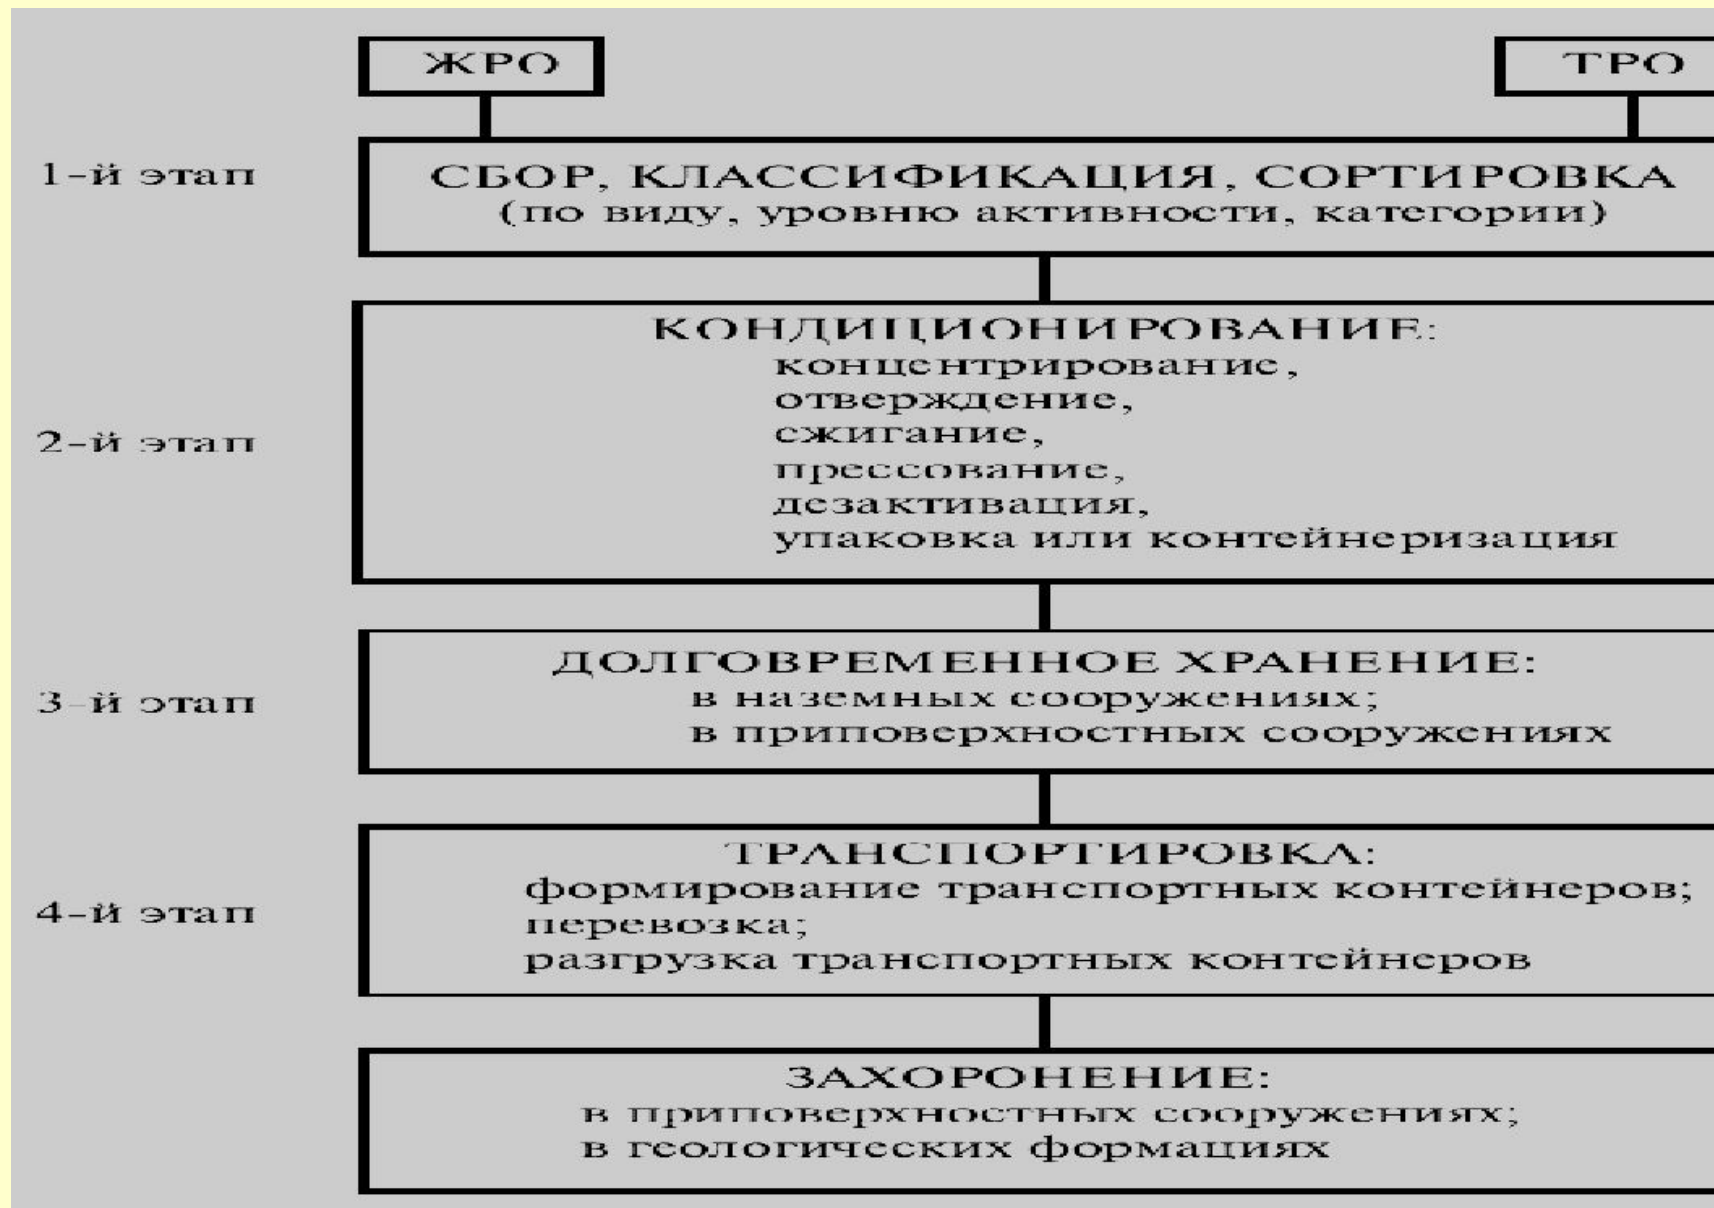 ЖРО
ТРО
1-й этап
СБОР, КЛАССИФИКАЦИЯ, СОРТИРОВКА
(по виду, уровню активности, категории)
2-й этап
КОНДИЦИОНИРОВАНИЕ:
концентрирование,
отверждение,
сжигание,
прессование,
дезактивация,
упаковка или контейнеризация
3-й этап
ДОЛГОВРЕМЕННОЕ ХРАНЕНИЕ:
в наземных сооружениях;
в приповерхностных сооружениях
4-й этап
ТРАНСПОРТИРОВКА:
формирование транспортных контейнеров;
перевозка;
разгрузка транспортных контейнеров
ЗАХОРОНЕНИЕ:
в приповерхностных сооружениях;
в геологических формациях